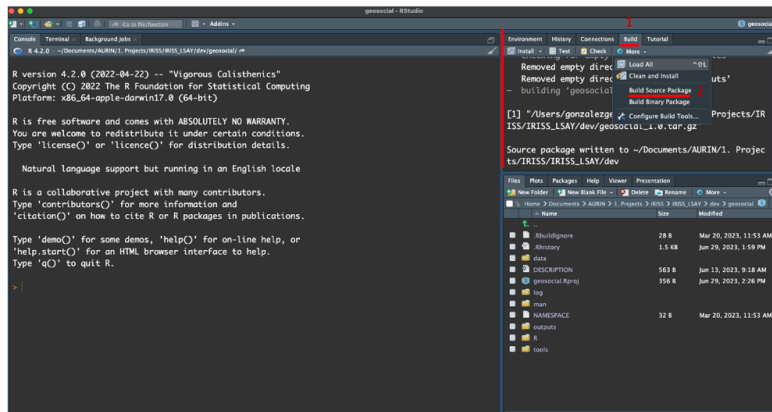 geosocial - RStudio
1
Go to file/function
Addins
geosocial
Console Terminal Background Jobs
R 4.2.0 · ~/Documents/AURIN/1. Projects/IRISS/IRISS_LSAY/dev/geosocial/
R version 4.2.0 (2022-04-22) -- "Vigorous Calisthenics"
Copyright (C) 2022 The R Foundation for Statistical Computing
Platform: x86_64-apple-darwin17.0 (64-bit)
R is free software and comes with ABSOLUTELY NO WARRANTY.
You are welcome to redistribute it under certain conditions.
Type 'license()' or 'licence()' for distribution details.
Natural language support but running in an English locale
R is a collaborative project with many contributors.
Type 'contributors()' for more information and
'citation()' on how to cite R or R packages in publications.
Type 'demo()' for some demos, 'help()' for on-line help, or
'help.start()' for an HTML browser interface to help.
Type 'q()' to quit R.
>
Environment History Connections Build Tutorial
Install Test Check More
Removed empty direc
Removed empty direc uts'
— building 'geosocial
Load All ⌃⇧L
Clean and Install
Build Source Package 2
Build Binary Package
Configure Build Tools...
[1] "/Users/gonzalezge Projects/IR
ISS/IRISS_LSAY/dev/geosocial_1.0.tar.gz
Source package written to ~/Documents/AURIN/1. Projec
ts/IRISS/IRISS_LSAY/dev
Files Plots Packages Help Viewer Presentation
New Folder New Blank File Delete Rename More
Home > Documents > AURIN > 1. Projects > IRISS > IRISS_LSAY > dev > geosocial
Name Size Modified
..
.Rbuildignore 28 B Mar 20, 2023, 11:53 AM
.Rhistory 1.5 KB Jun 29, 2023, 1:59 PM
data
DESCRIPTION 563 B Jun 13, 2023, 9:18 AM
geosocial.Rproj 356 B Jun 29, 2023, 2:26 PM
log
man
NAMESPACE 32 B Mar 20, 2023, 11:53 AM
outputs
R
tools